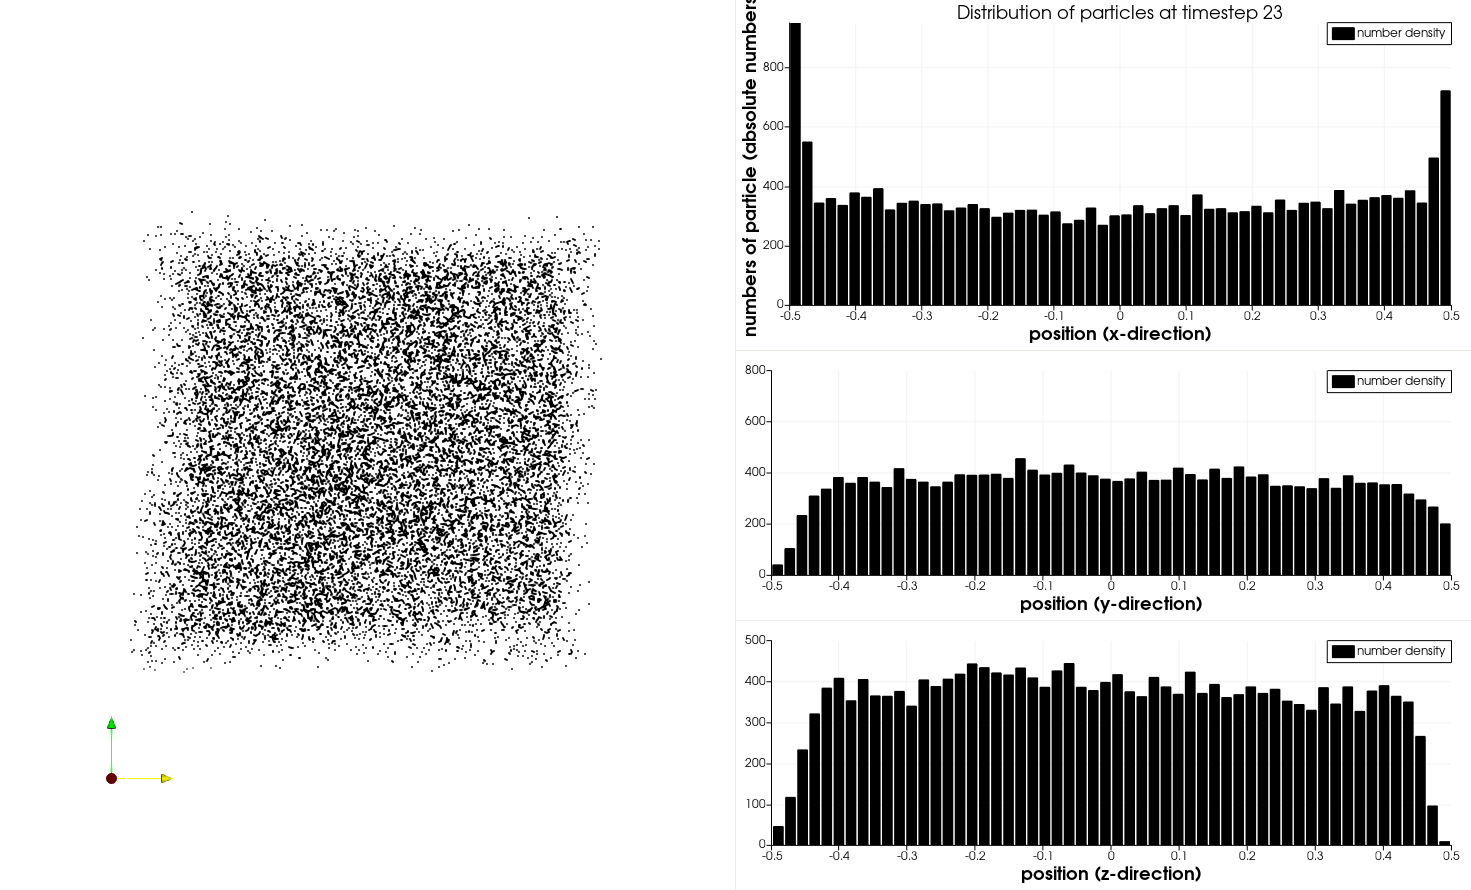 Distribution of particles at timestep 23
numbers of particle (absolute numbers
number density
800
600
400
200
0
-0.5 -0.4 -0.3 -0.2 -0.1 0 0.1 0.2 0.3 0.4 0.5
position (x-direction)
number density
800
600
400
200
0
-0.5 -0.4 -0.3 -0.2 -0.1 0 0.1 0.2 0.3 0.4 0.5
position (y-direction)
number density
500
400
300
200
100
0
-0.5 -0.4 -0.3 -0.2 -0.1 0 0.1 0.2 0.3 0.4 0.5
position (z-direction)